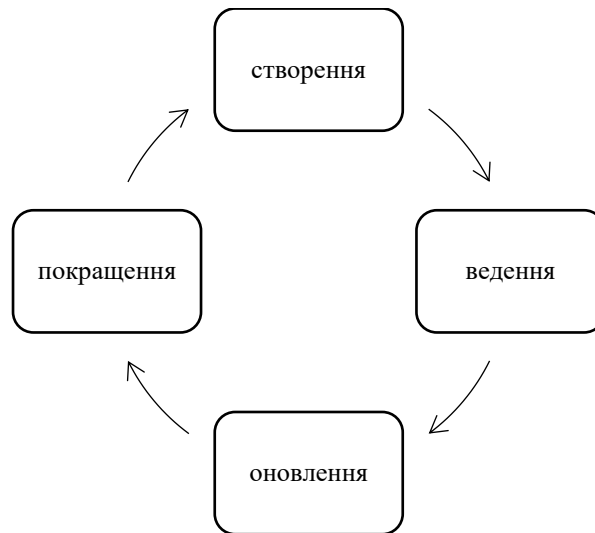 створення
покращення
ведення
оновлення